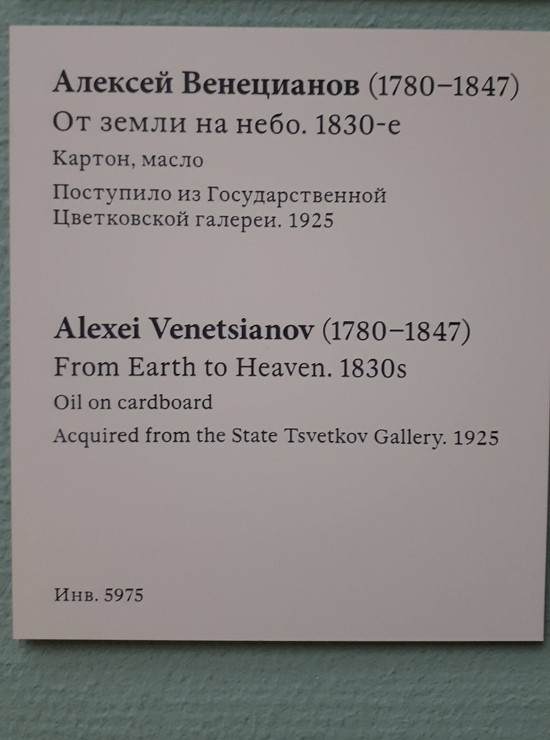 Алексей Венецианов (1780–1847)
От земли на небо. 1830-е
Картон, масло
Поступило из Государственной
Цветковской галереи. 1925
Alexei Venetsianov (1780–1847)
From Earth to Heaven. 1830s
Oil on cardboard
Acquired from the State Tsvetkov Gallery. 1925
Инв. 5975